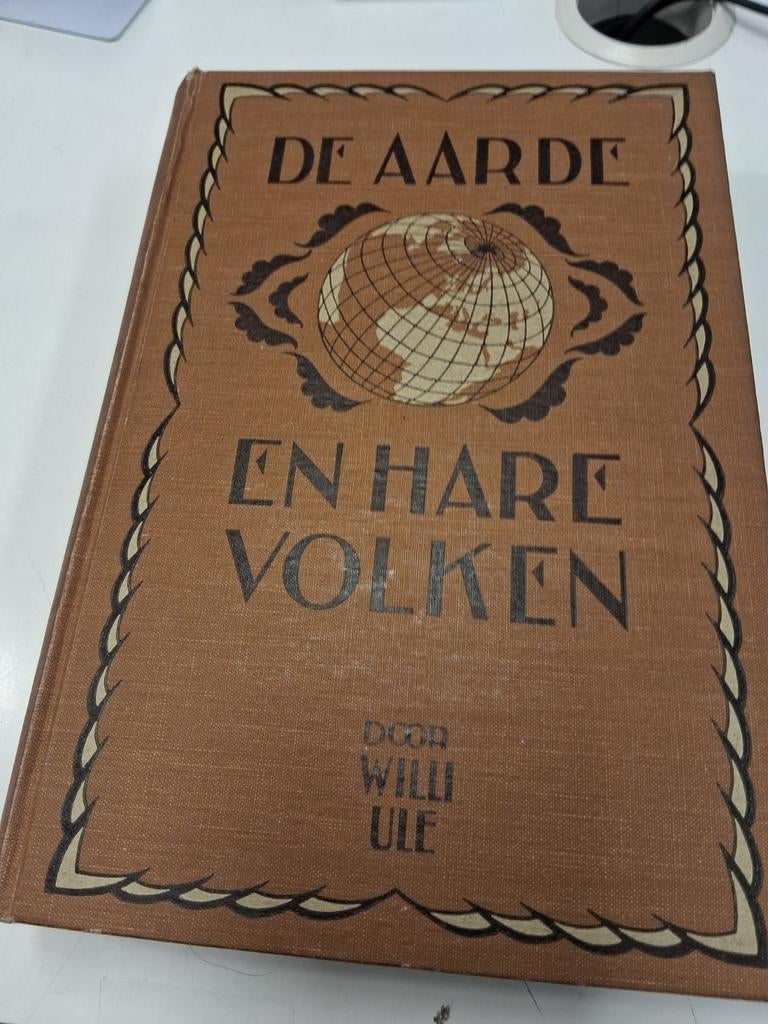 DE AARDE
EN HARE
VOLKEN
DOOR
WILLI
ULE